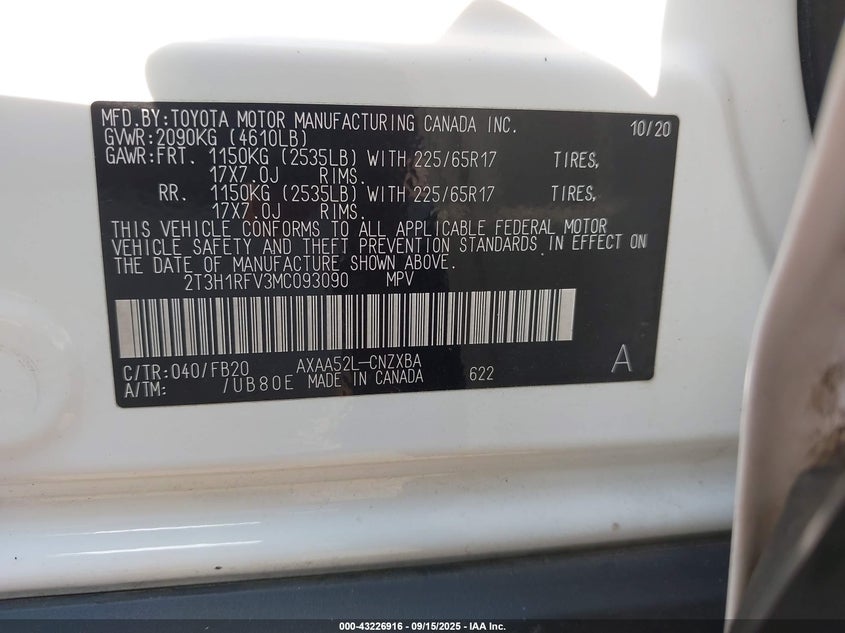 MFD.BY:TOYOTA MOTOR MANUFACTURING CANADA INC. 10/20
GVWR:2090KG (4610LB)
GAWR:FRT. 1150KG (2535LB) WITH 225/65R17 TIRES,
17X7.0J RIMS.
RR. 1150KG (2535LB) WITH 225/65R17 TIRES,
17X7.0J RIMS.
THIS VEHICLE CONFORMS TO ALL APPLICABLE FEDERAL MOTOR
VEHICLE SAFETY AND THEFT PREVENTION STANDARDS IN EFFECT ON
THE DATE OF MANUFACTURE SHOWN ABOVE.
2T3H1RFV3MC093090 MPV
C/TR:040/FB20 AXAA52L-CNZXBA A
A/TM: /UB80E MADE IN CANADA 622
000-43226916 - 09/15/2025 - IAA Inc.